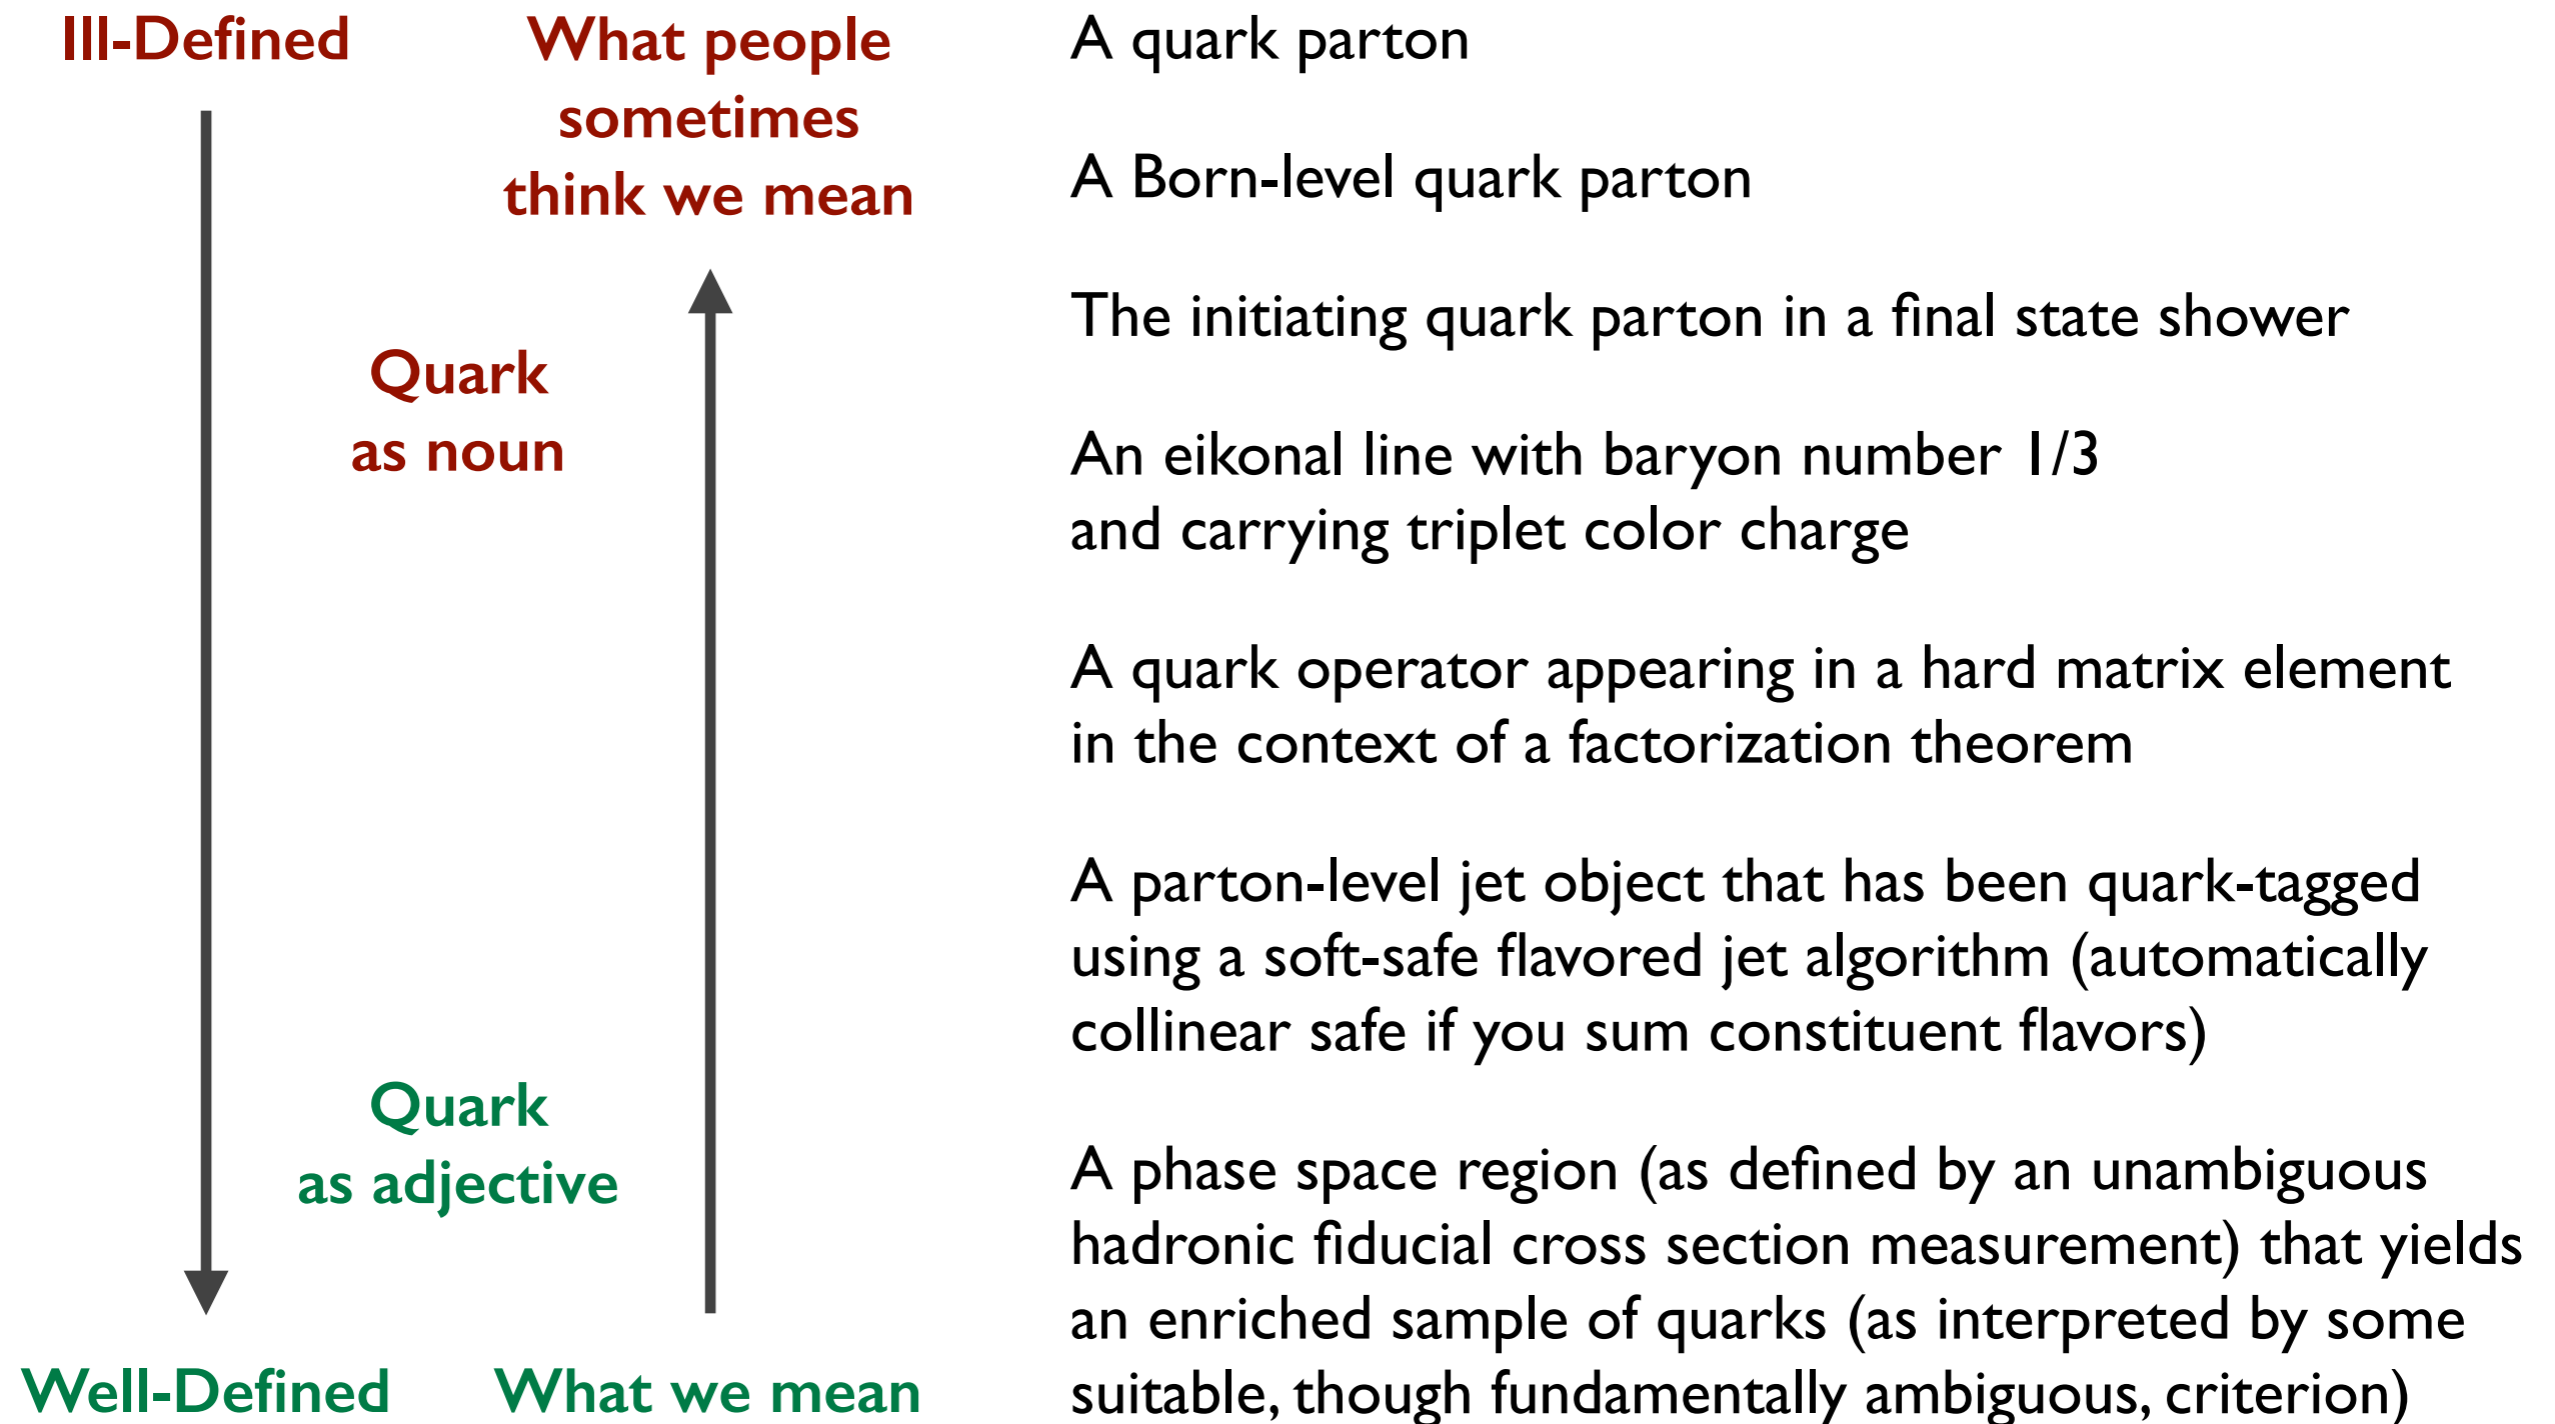 Ill-Defined
What people
sometimes
think we mean
Quark
as noun
Quark
as adjective
Well-Defined
What we mean
A quark parton
A Born-level quark parton
The initiating quark parton in a final state shower
An eikonal line with baryon number 1/3
and carrying triplet color charge
A quark operator appearing in a hard matrix element
in the context of a factorization theorem
A parton-level jet object that has been quark-tagged
using a soft-safe flavored jet algorithm (automatically
collinear safe if you sum constituent flavors)
A phase space region (as defined by an unambiguous
hadronic fiducial cross section measurement) that yields
an enriched sample of quarks (as interpreted by some
suitable, though fundamentally ambiguous, criterion)